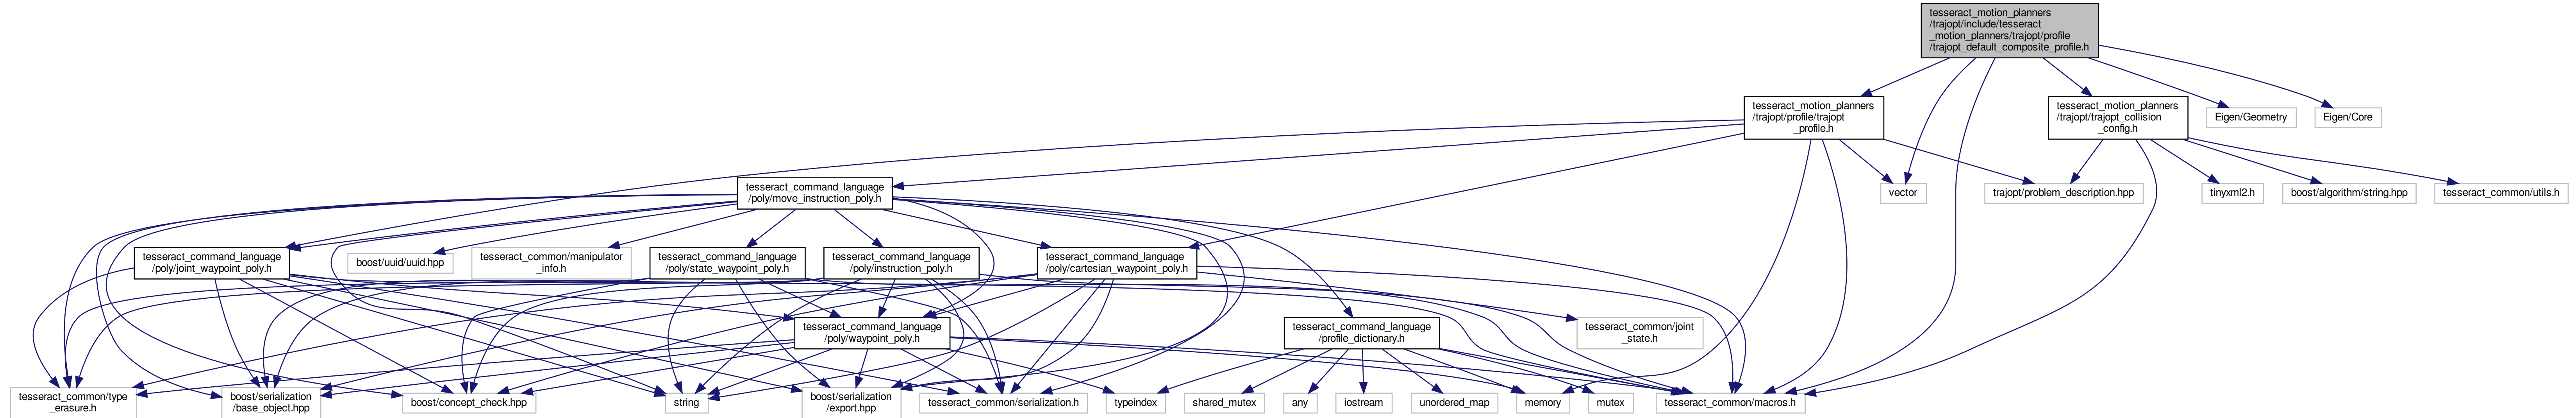 tesseract_motion_planners
/trajopt/include/tesseract
_motion_planners/trajopt/profile
/trajopt_default_composite_profile.h
tesseract_motion_planners
/trajopt/profile/trajopt
_profile.h
tesseract_motion_planners
/trajopt/trajopt_collision
_config.h
Eigen/Geometry
Eigen/Core
tesseract_command_language
/poly/move_instruction_poly.h
vector
trajopt/problem_description.hpp
tinyxml2.h
boost/algorithm/string.hpp
tesseract_common/utils.h
tesseract_command_language
/poly/joint_waypoint_poly.h
boost/uuid/uuid.hpp
tesseract_common/manipulator
_info.h
tesseract_command_language
/poly/state_waypoint_poly.h
tesseract_command_language
/poly/instruction_poly.h
tesseract_command_language
/poly/cartesian_waypoint_poly.h
tesseract_command_language
/poly/waypoint_poly.h
tesseract_command_language
/profile_dictionary.h
tesseract_common/joint
_state.h
tesseract_common/type
_erasure.h
boost/serialization
/base_object.hpp
boost/concept_check.hpp
string
boost/serialization
/export.hpp
tesseract_common/serialization.h
typeindex
shared_mutex
any
iostream
unordered_map
memory
mutex
tesseract_common/macros.h